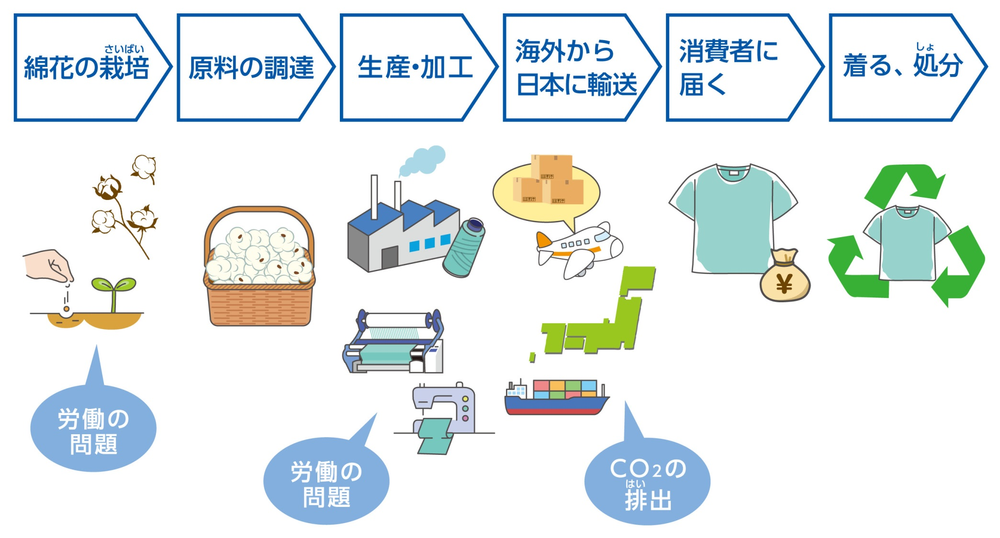 さいばい
綿花の栽培
原料の調達
生産・加工
海外から
日本に輸送
消費者に
届く
しょ
着る、処分
¥
労働の
問題
労働の
問題
CO2の
はい
排出